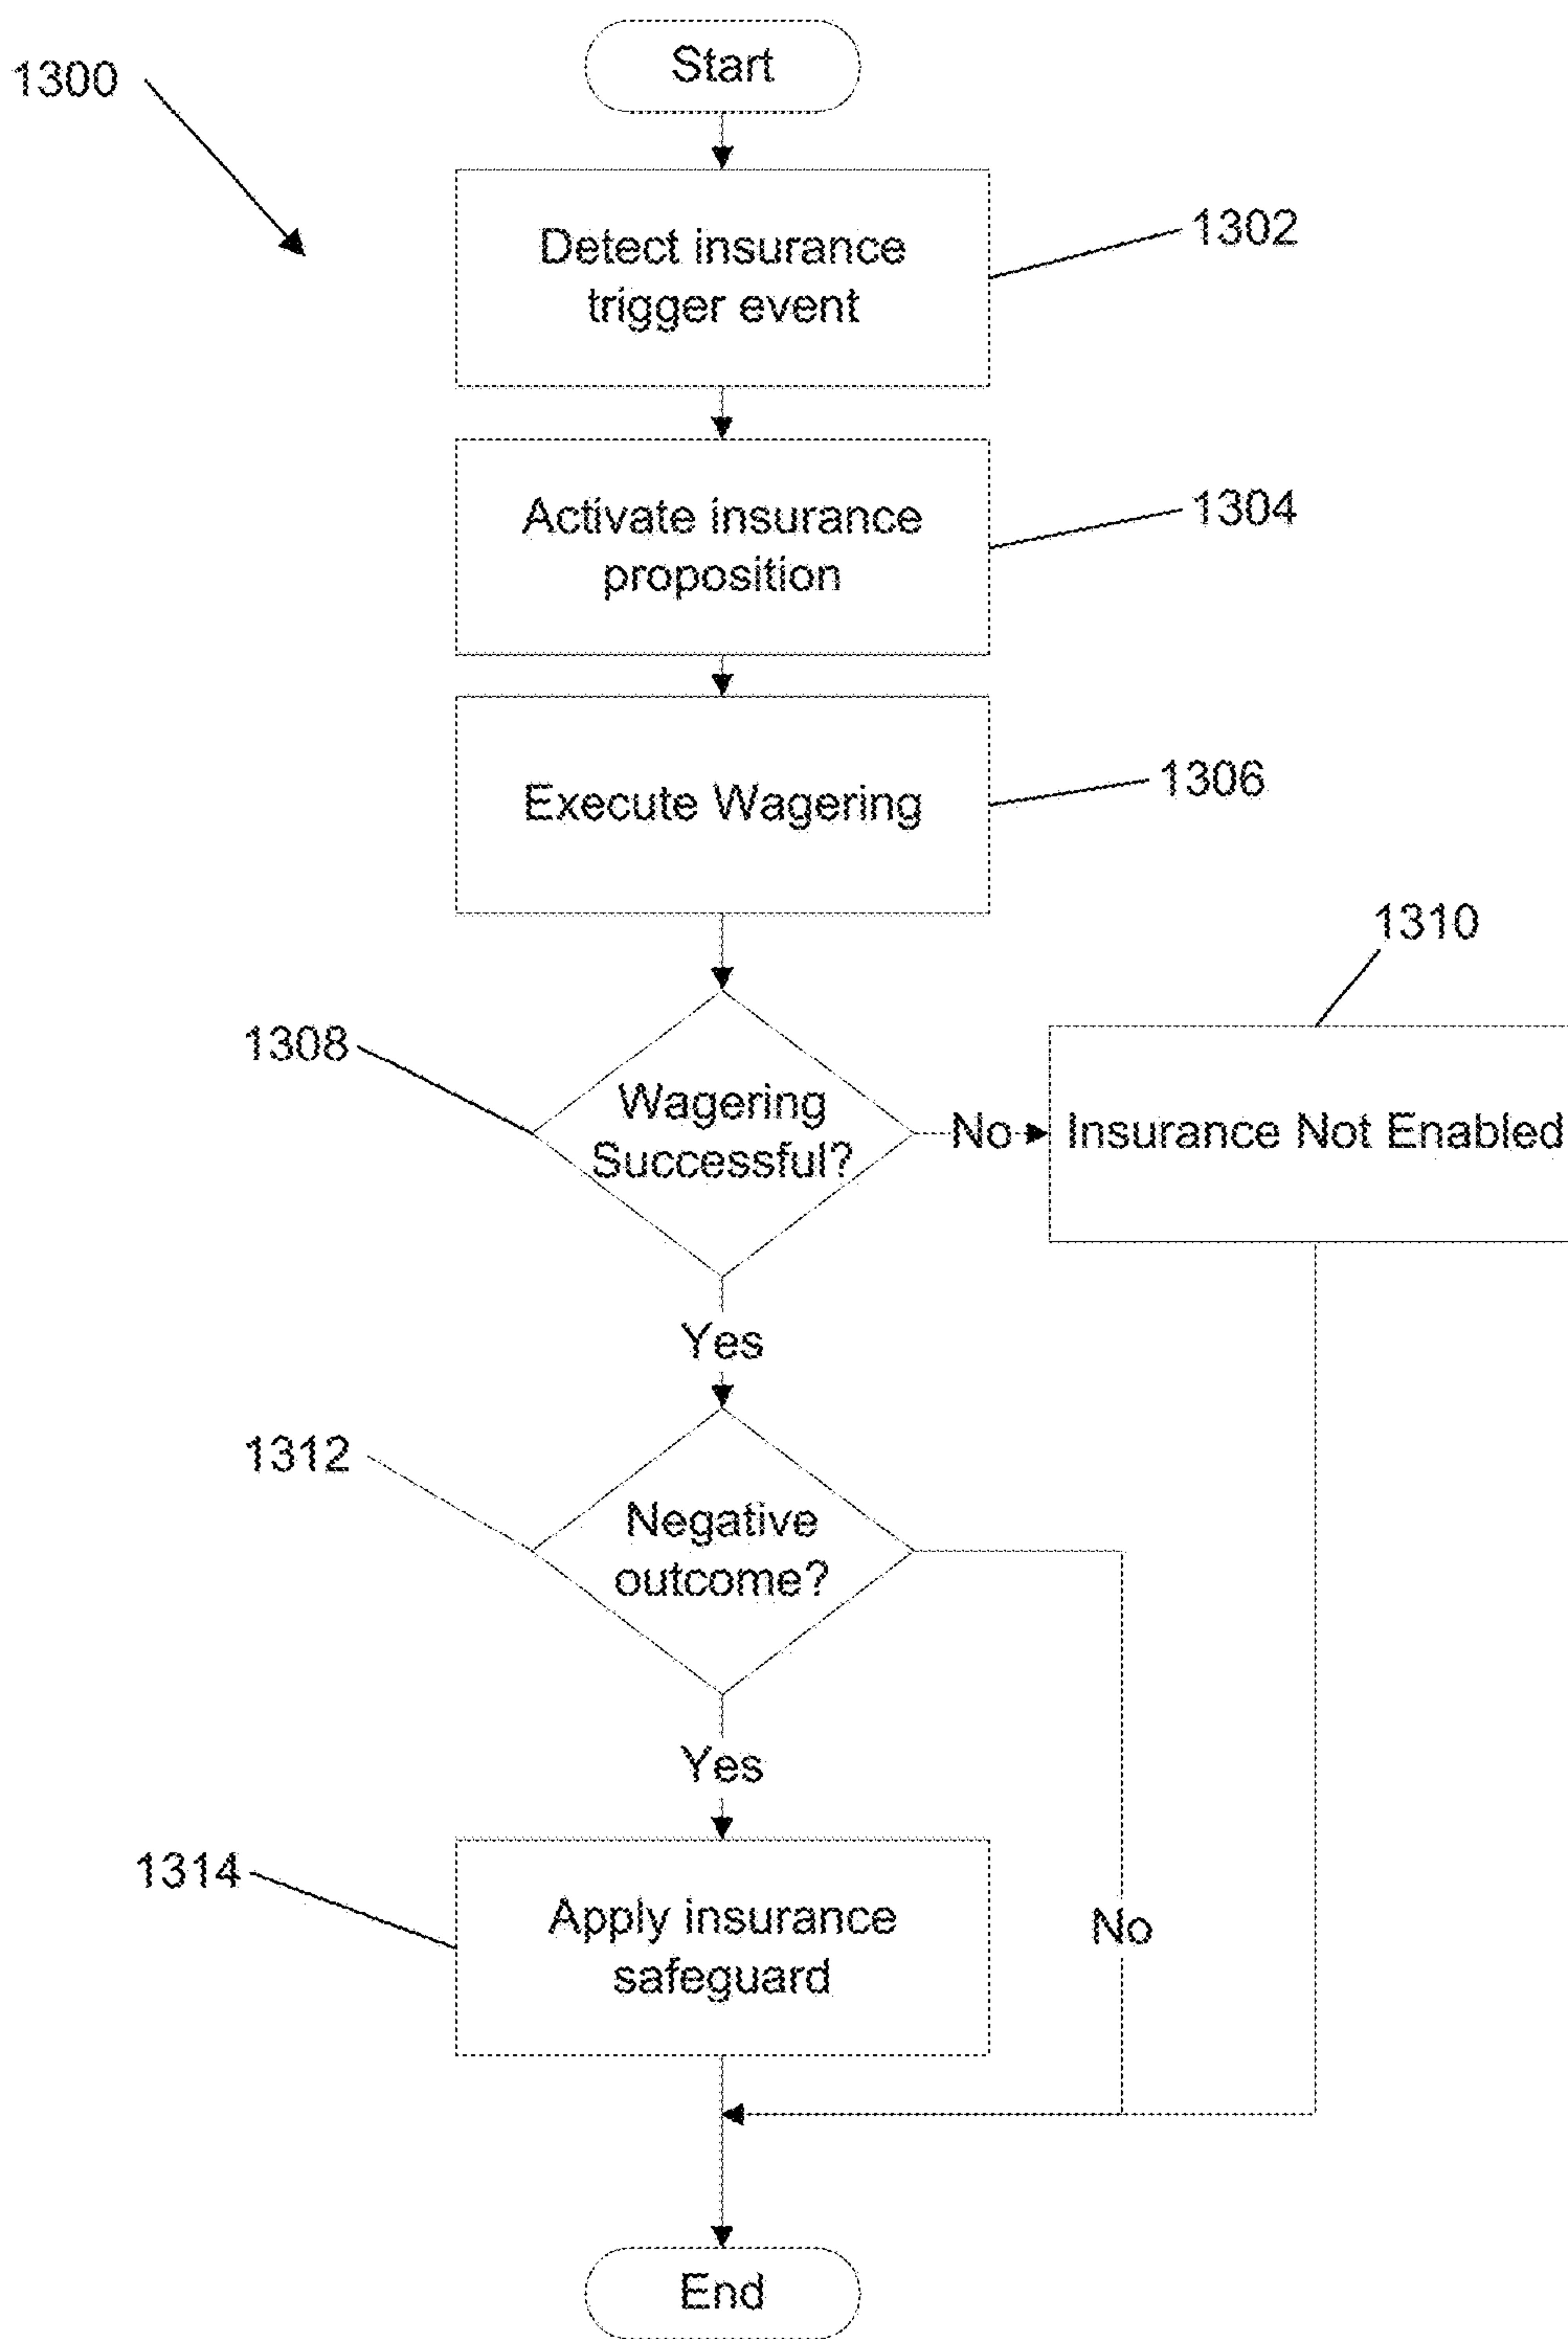 Start
1300
Detect insurance
trigger event
1302
Activate insurance
proposition
1304
Execute Wagering
1306
1310
1308
Wagering
Successful?
No
Insurance Not Enabled
Yes
1312
Negative
outcome?
Yes
1314
Apply insurance
safeguard
No
End